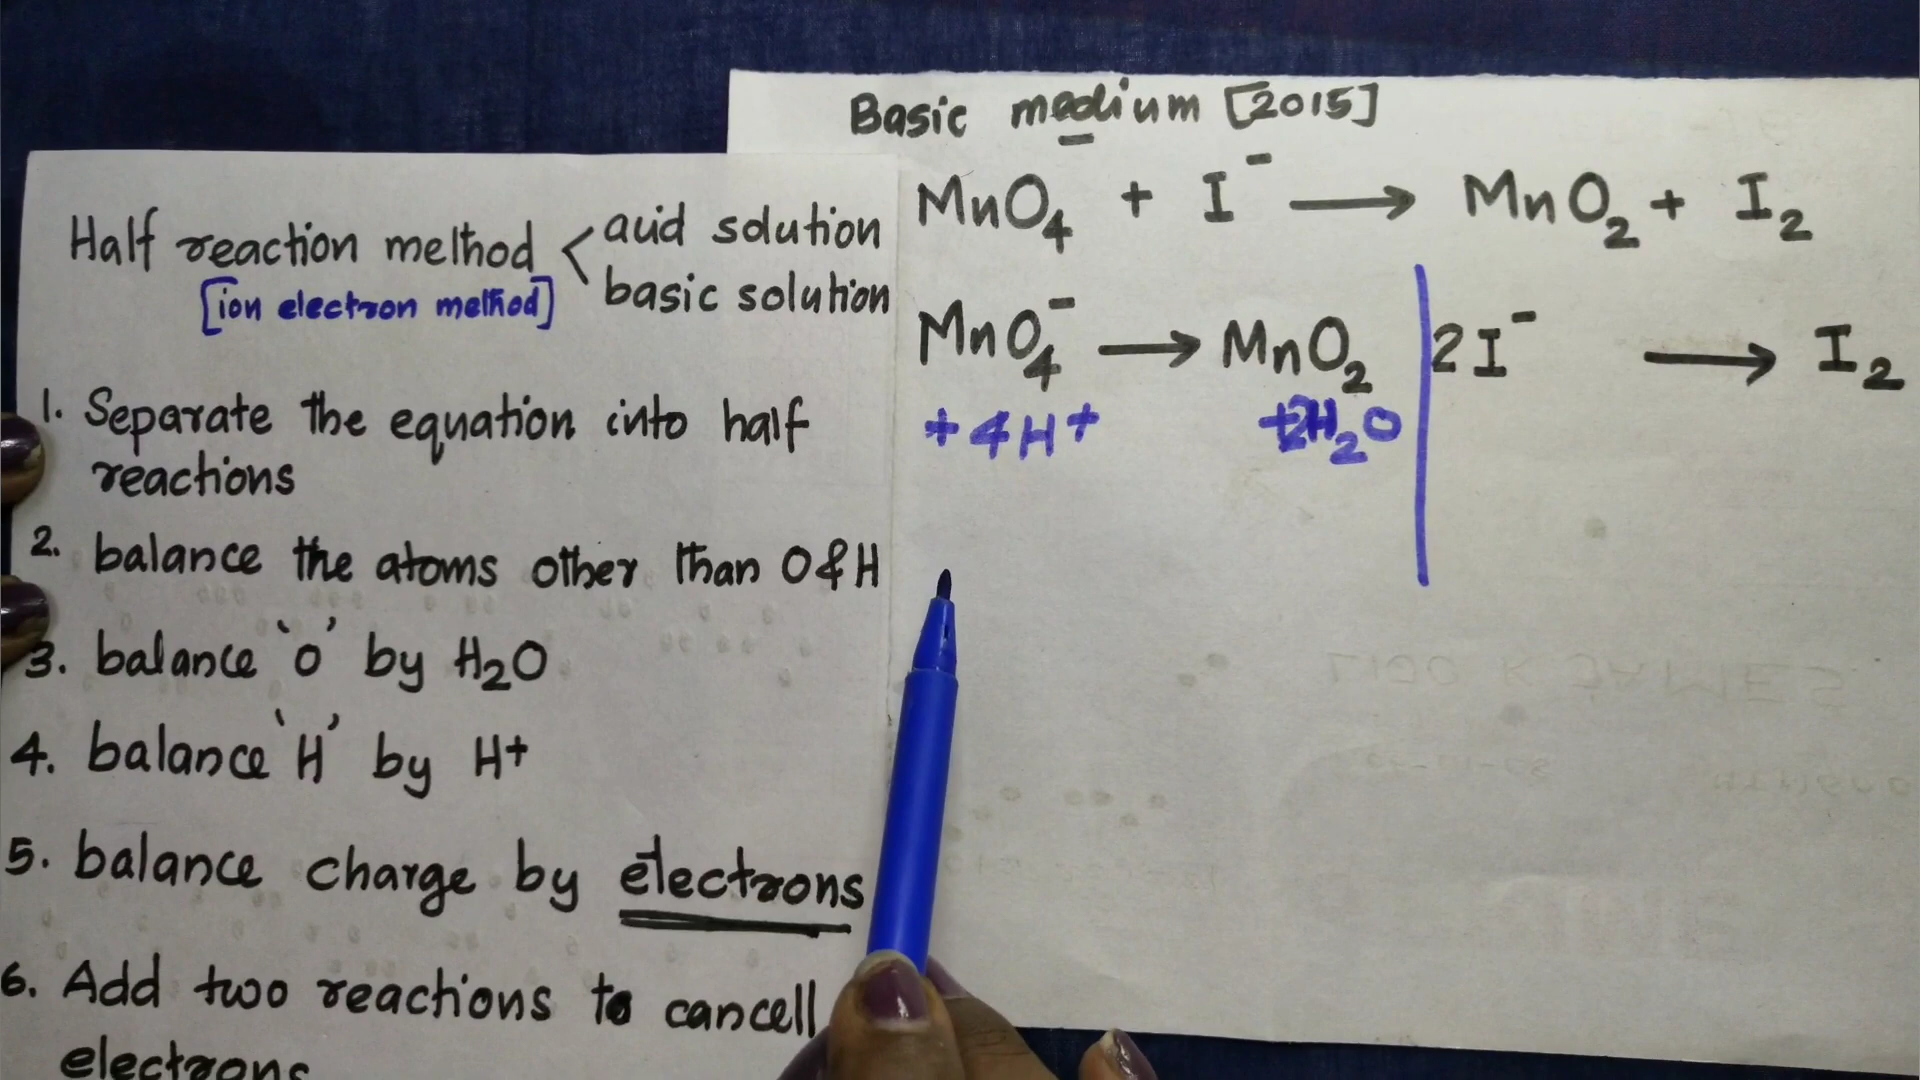 Half reaction method < acid solution
basic solution
[ion electron method]
1. Separate the equation into half
reactions
2. balance the atoms other than O & H
3. balance 'O' by H₂O
4. balance 'H' by H+
5. balance charge by electrons
6. Add two reactions to cancell
electrons
Basic medium [2015]
MnO₄⁻ + I⁻ → MnO₂ + I₂
MnO₄⁻ → MnO₂ | 2I⁻ → I₂
+ 4H+ +2H₂O